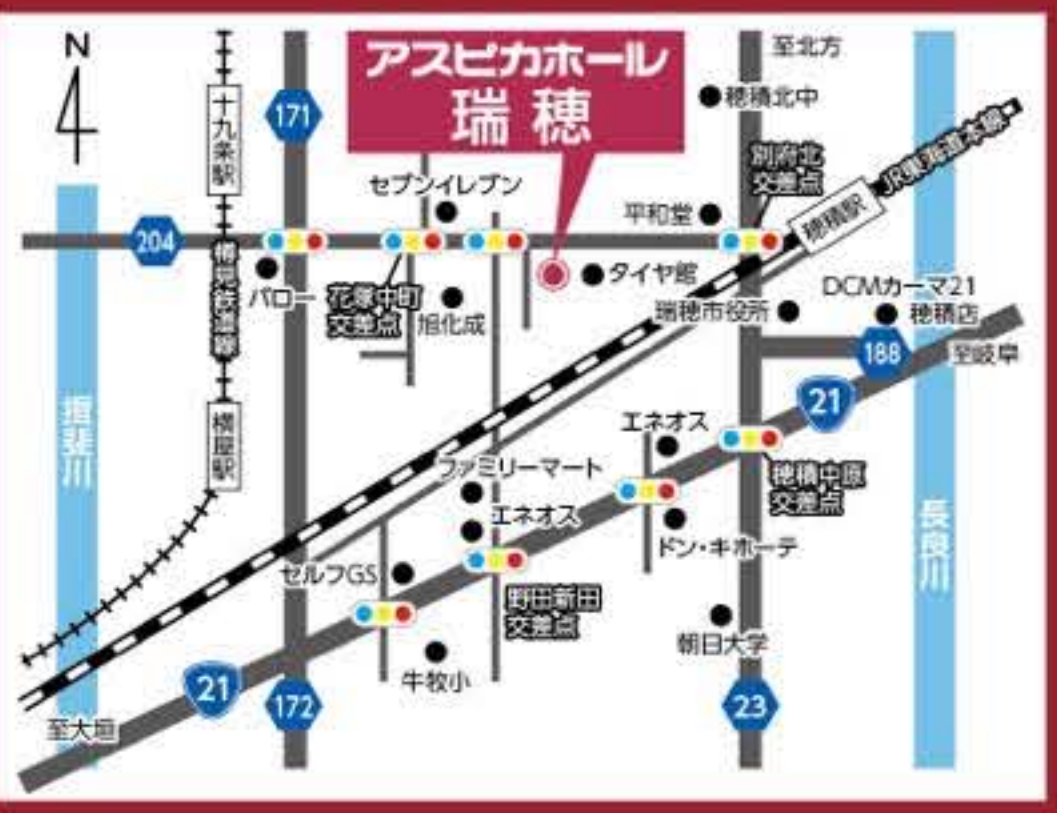 N
アスピカホール
瑞穂
171
至北方
穂積北中
十九条駅
別府北
交差点
JR東海道本線
穂積駅
セブンイレブン
平和堂
204
樽見鉄道線
バロー
花塚中町
交差点
旭化成
タイヤ館
瑞穂市役所
DCMカーマ21
穂積店
188
至岐阜
21
揖斐川
横屋駅
エネオス
ファミリーマート
穂積中原
交差点
エネオス
ドン・キホーテ
長良川
セルフGS
野田新田
交差点
朝日大学
牛牧小
21
172
23
至大垣